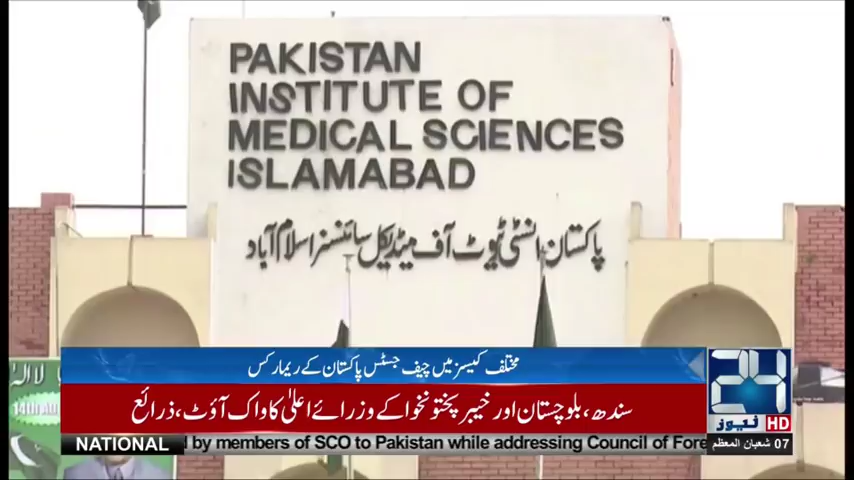 PAKISTAN
INSTITUTE OF
MEDICAL SCIENCES
ISLAMABAD
پاکستان انسٹی ٹیوٹ آف میڈیکل سائنسز اسلام آباد
مختلف کیسز میں چیف جسٹس پاکستان کے ریمارکس
سندھ، بلوچستان اور خیبر پختونخوا کے وزرائے اعلیٰ کا واک آؤٹ، ذرائع
24
نیوز HD
NATIONAL
d by members of SCO to Pakistan while addressing Council of Fore
07 شعبان المعظم
14TH AU